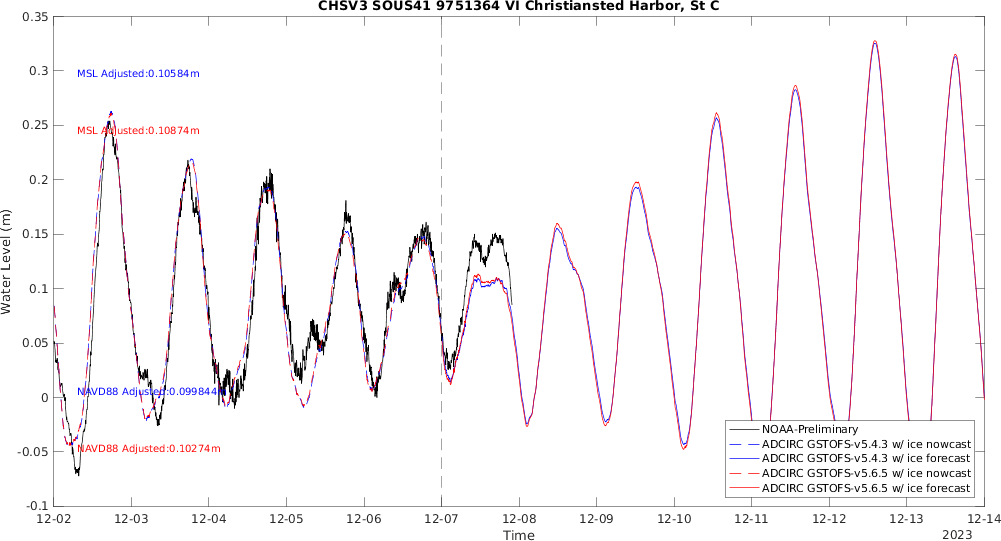 CHSV3 SOUS41 9751364 VI Christiansted Harbor, St C
0.35
0.3
0.25
0.2
0.15
0.1
0.05
0
-0.05
-0.1
Water Level (m)
MSL Adjusted:0.10584m
MSL Adjusted:0.10874m
NAVD88 Adjusted:0.099844m
NAVD88 Adjusted:0.10274m
NOAA-Preliminary
ADCIRC GSTOFS-v5.4.3 w/ ice nowcast
ADCIRC GSTOFS-v5.4.3 w/ ice forecast
ADCIRC GSTOFS-v5.6.5 w/ ice nowcast
ADCIRC GSTOFS-v5.6.5 w/ ice forecast
12-02 12-03 12-04 12-05 12-06 12-07 12-08 12-09 12-10 12-11 12-12 12-13 12-14
Time
2023